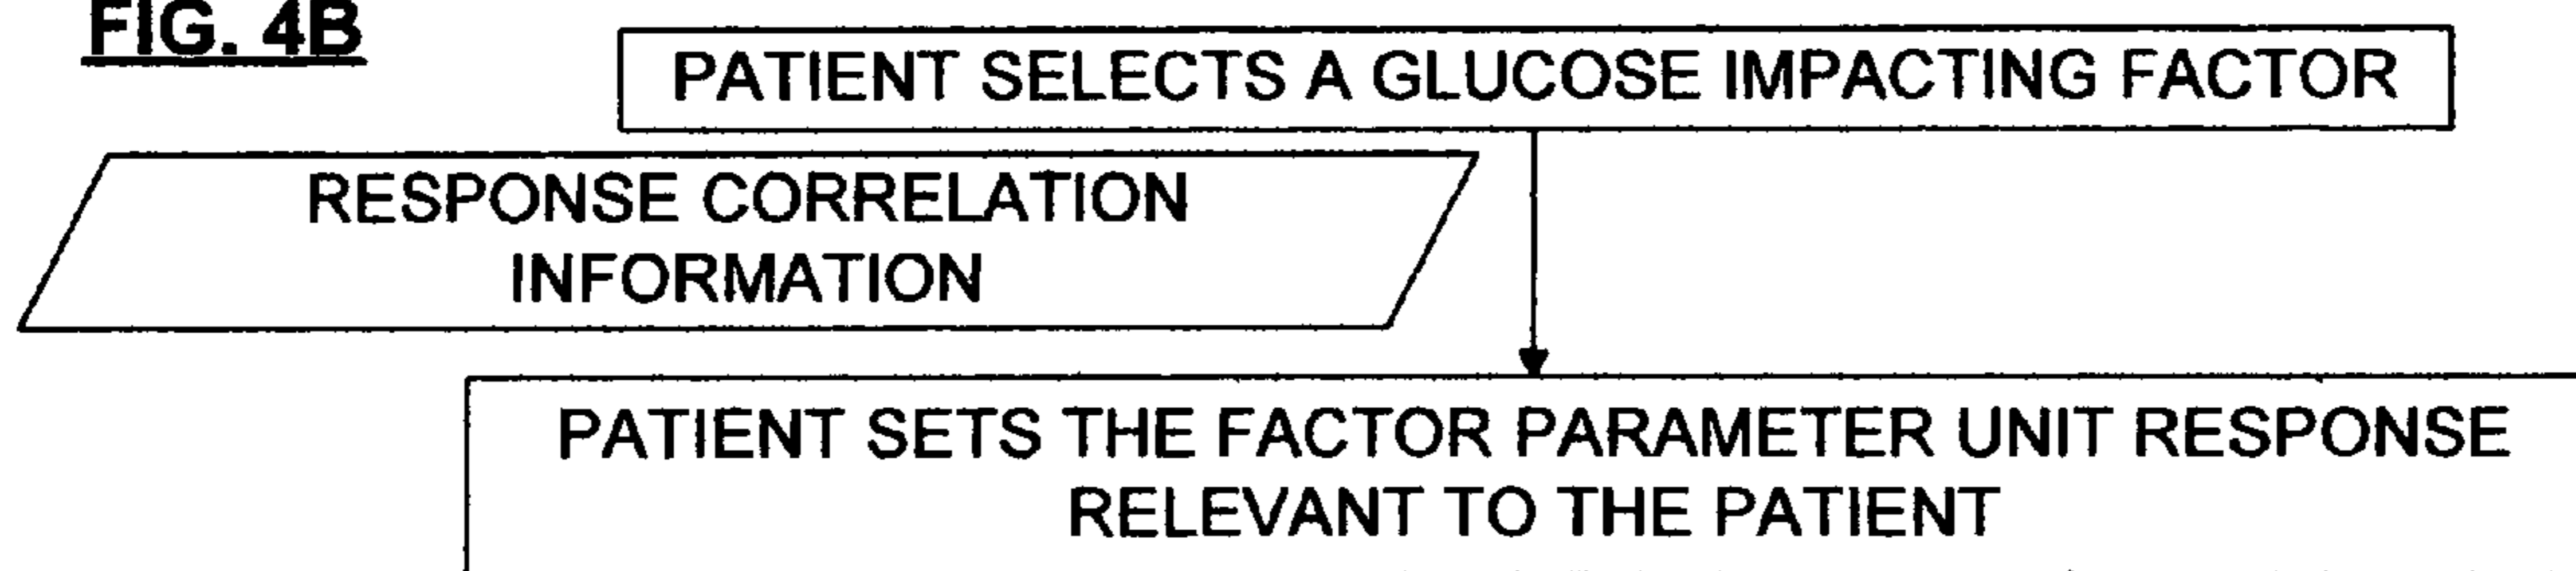 FIG. 4B
PATIENT SELECTS A GLUCOSE IMPACTING FACTOR
RESPONSE CORRELATION
INFORMATION
PATIENT SETS THE FACTOR PARAMETER UNIT RESPONSE
RELEVANT TO THE PATIENT